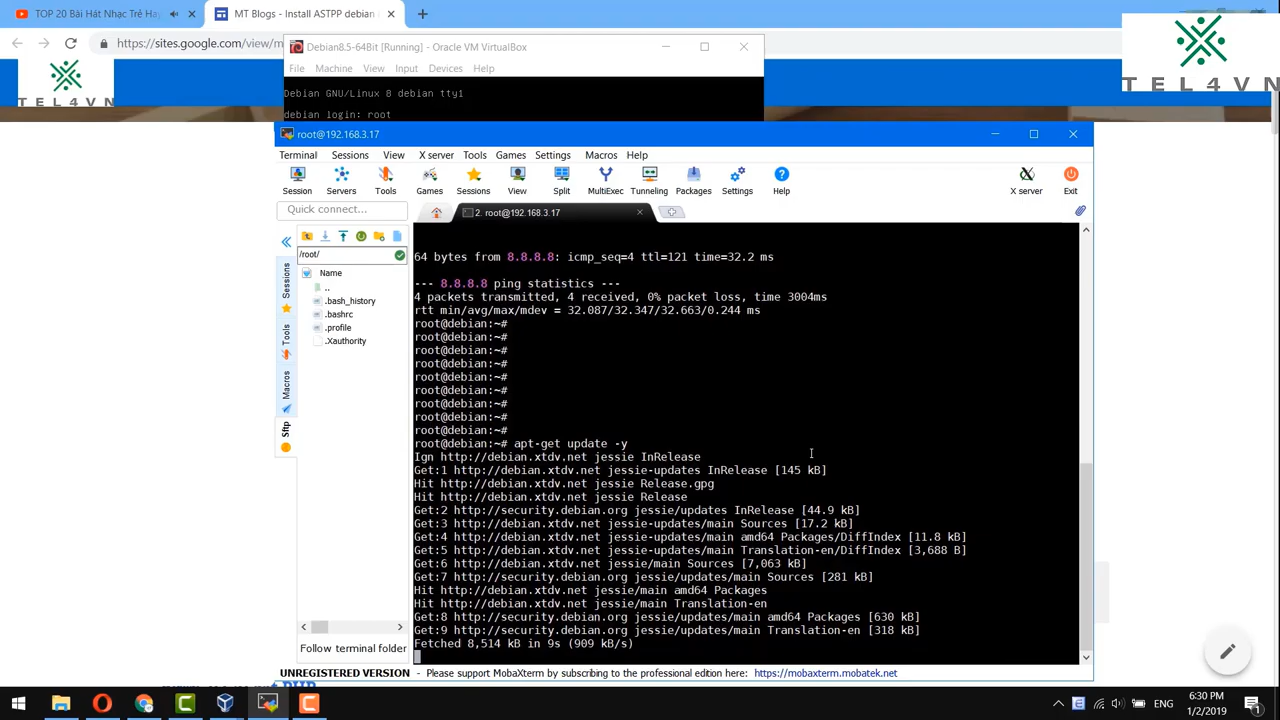 TOP 20 Bài Hát Nhạc Trẻ Hay
MT Blogs - Install ASTPP debian
https://sites.google.com/view/m
TEL4VN
TEL4VN
Debian8.5-64Bit [Running] - Oracle VM VirtualBox
File Machine View Input Devices Help
Debian GNU/Linux 8 debian tty1
debian login: root
root@192.168.3.17
Terminal Sessions View X server Tools Games Settings Macros Help
Session Servers Tools Games Sessions View Split MultiExec Tunneling Packages Settings Help X server Exit
Quick connect...
2. root@192.168.3.17
/root/
Name
..
.bash_history
.bashrc
.profile
.Xauthority
Sessions
Tools
Macros
Sftp
64 bytes from 8.8.8.8: icmp_seq=4 ttl=121 time=32.2 ms
--- 8.8.8.8 ping statistics ---
4 packets transmitted, 4 received, 0% packet loss, time 3004ms
rtt min/avg/max/mdev = 32.087/32.347/32.663/0.244 ms
root@debian:~#
root@debian:~#
root@debian:~#
root@debian:~#
root@debian:~#
root@debian:~#
root@debian:~#
root@debian:~#
root@debian:~#
root@debian:~# apt-get update -y
Ign http://debian.xtdv.net jessie InRelease
Get:1 http://debian.xtdv.net jessie-updates InRelease [145 kB]
Hit http://debian.xtdv.net jessie Release.gpg
Hit http://debian.xtdv.net jessie Release
Get:2 http://security.debian.org jessie/updates InRelease [44.9 kB]
Get:3 http://debian.xtdv.net jessie-updates/main Sources [17.2 kB]
Get:4 http://debian.xtdv.net jessie-updates/main amd64 Packages/DiffIndex [11.8 kB]
Get:5 http://debian.xtdv.net jessie-updates/main Translation-en/DiffIndex [3,688 B]
Get:6 http://debian.xtdv.net jessie/main Sources [7,063 kB]
Get:7 http://security.debian.org jessie/updates/main Sources [281 kB]
Hit http://debian.xtdv.net jessie/main amd64 Packages
Hit http://debian.xtdv.net jessie/main Translation-en
Get:8 http://security.debian.org jessie/updates/main amd64 Packages [630 kB]
Get:9 http://security.debian.org jessie/updates/main Translation-en [318 kB]
Fetched 8,514 kB in 9s (909 kB/s)
Follow terminal folder
UNREGISTERED VERSION - Please support MobaXterm by subscribing to the professional edition here: https://mobaxterm.mobatek.net
ENG
6:30 PM
1/2/2019